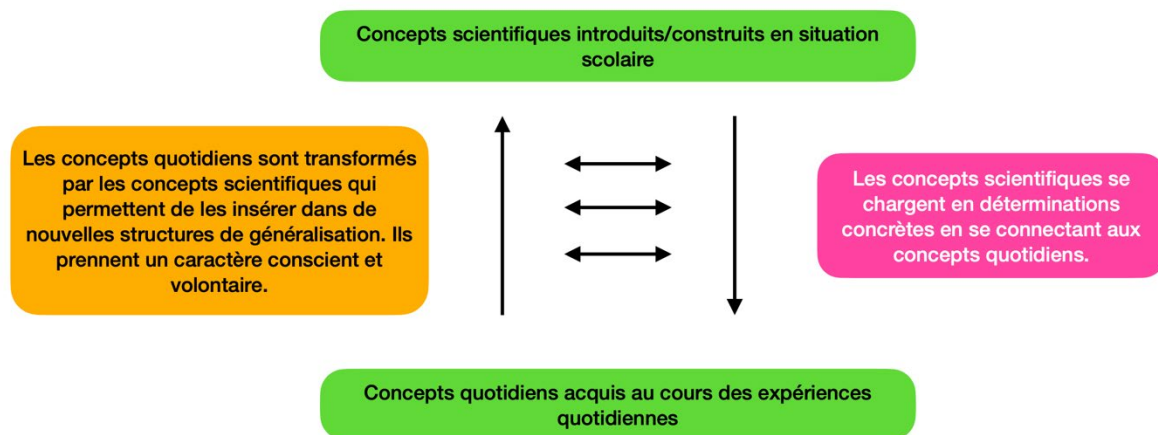 Concepts scientifiques introduits/construits en situation
scolaire
Les concepts quotidiens sont transformés
par les concepts scientifiques qui
permettent de les insérer dans de
nouvelles structures de généralisation. Ils
prennent un caractère conscient et
volontaire.
Les concepts scientifiques se
chargent en déterminations
concrètes en se connectant aux
concepts quotidiens.
Concepts quotidiens acquis au cours des expériences
quotidiennes